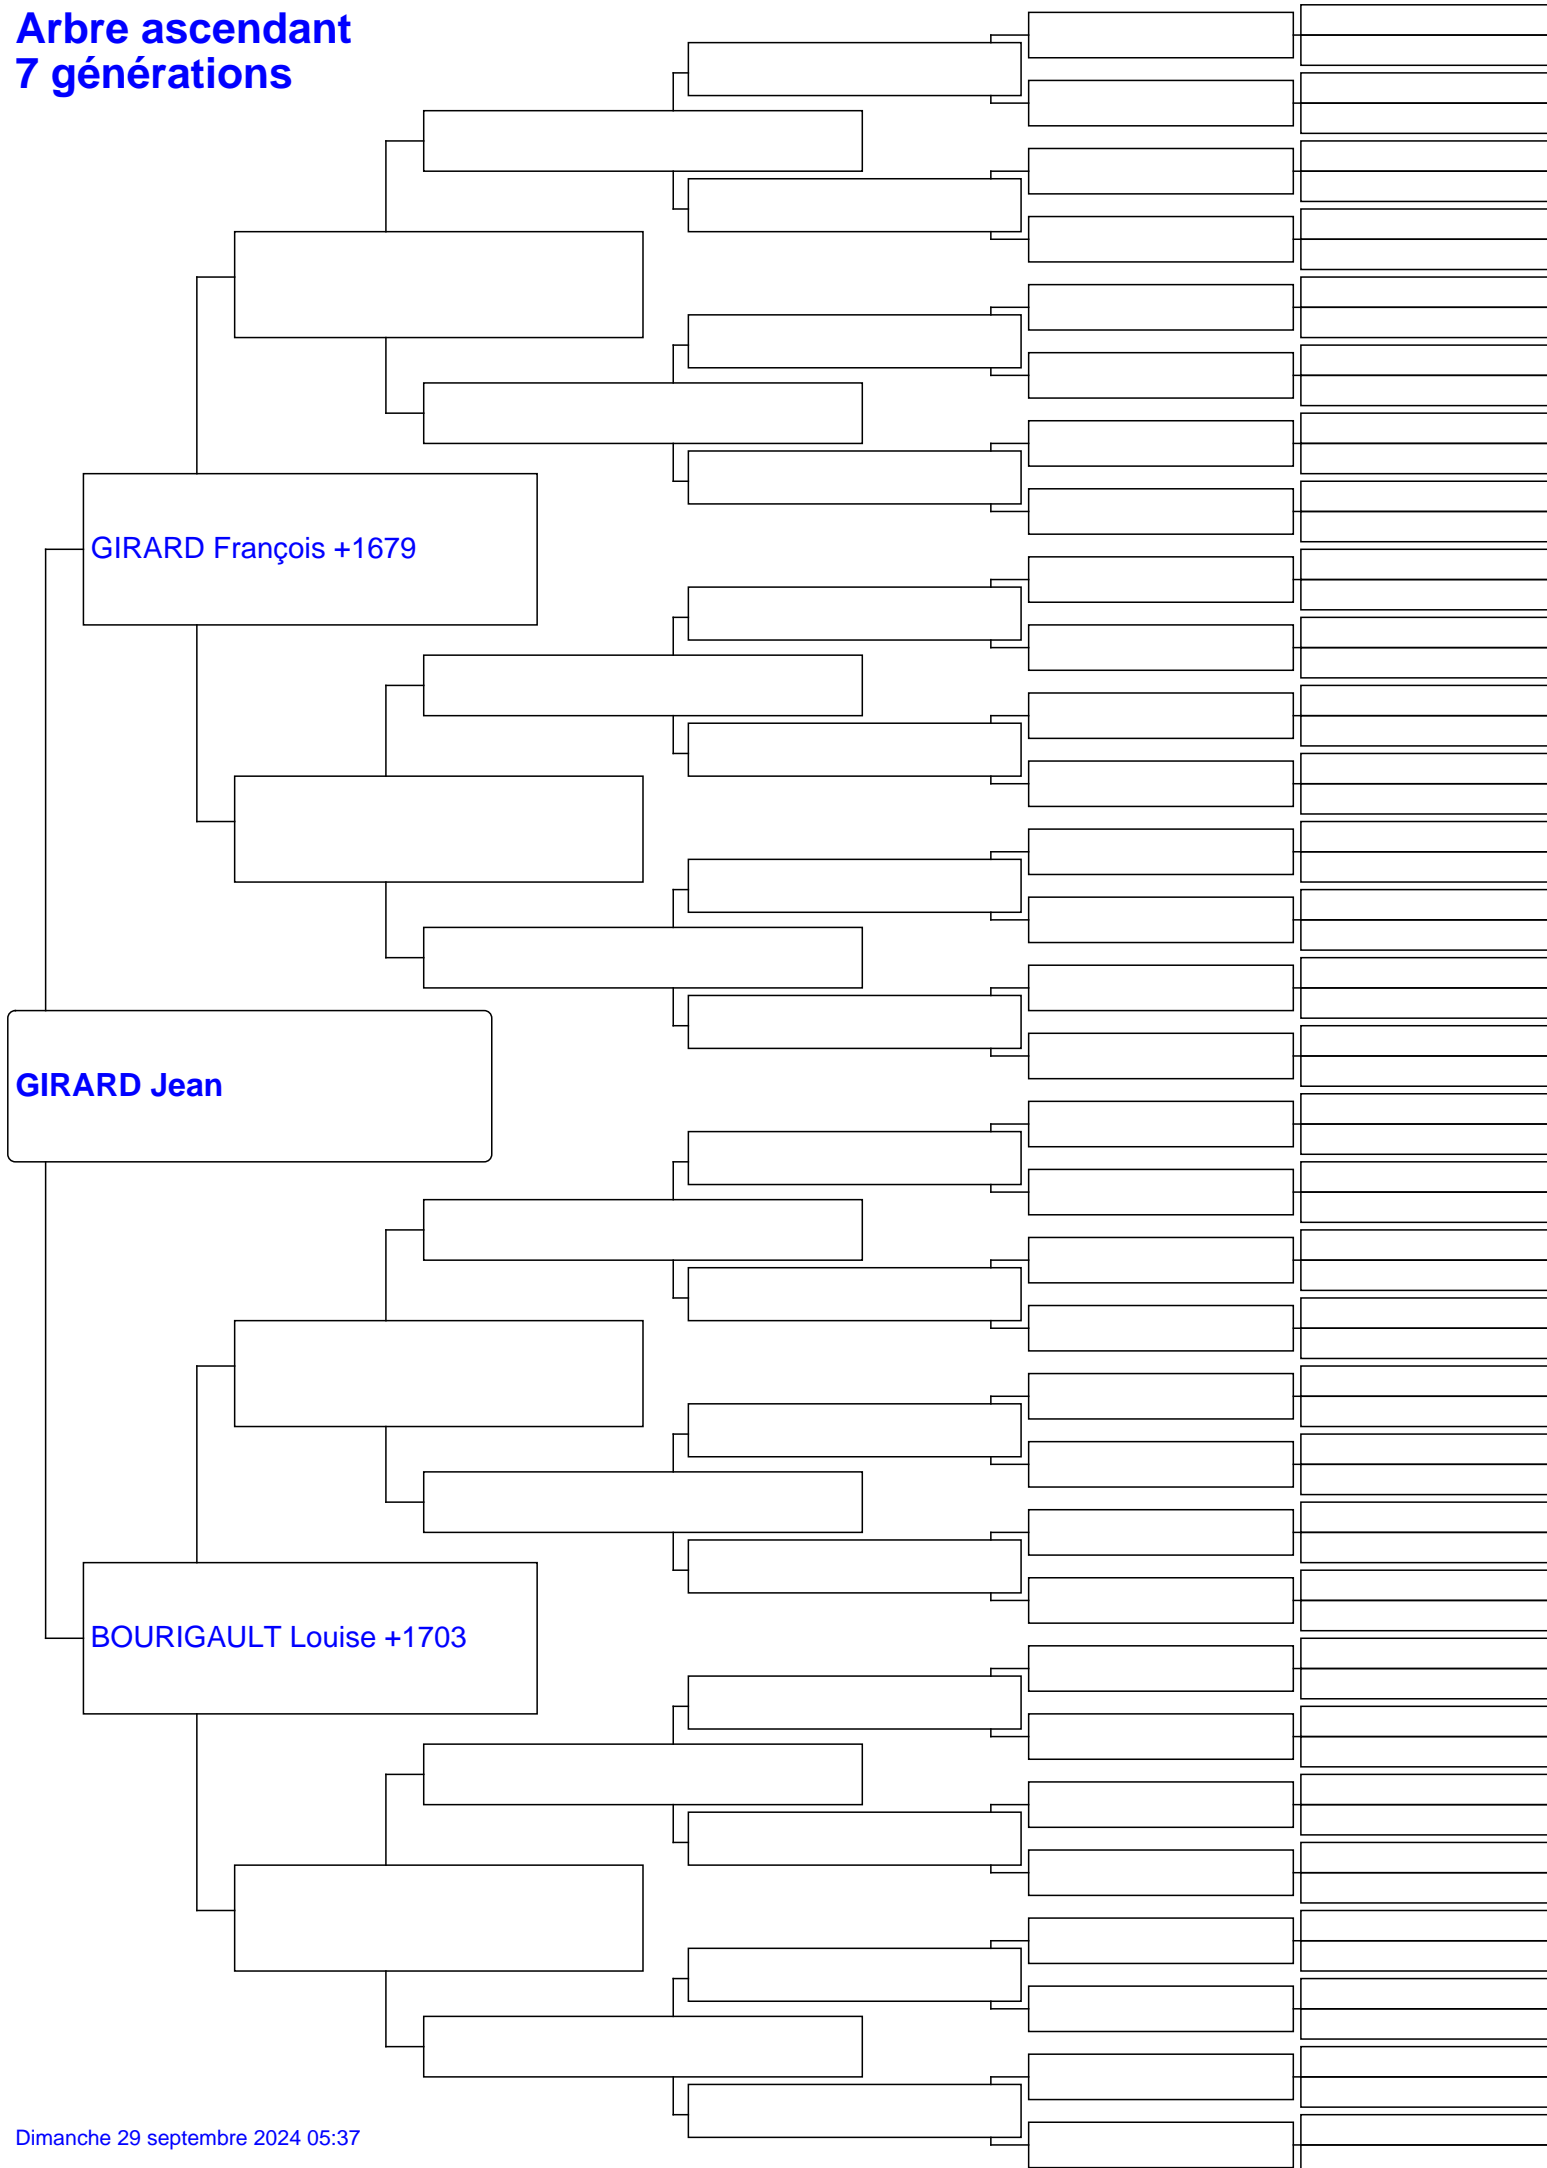 Arbre ascendant
7 générations
GIRARD François +1679
GIRARD Jean
BOURIGAULT Louise +1703
Dimanche 29 septembre 2024 05:37